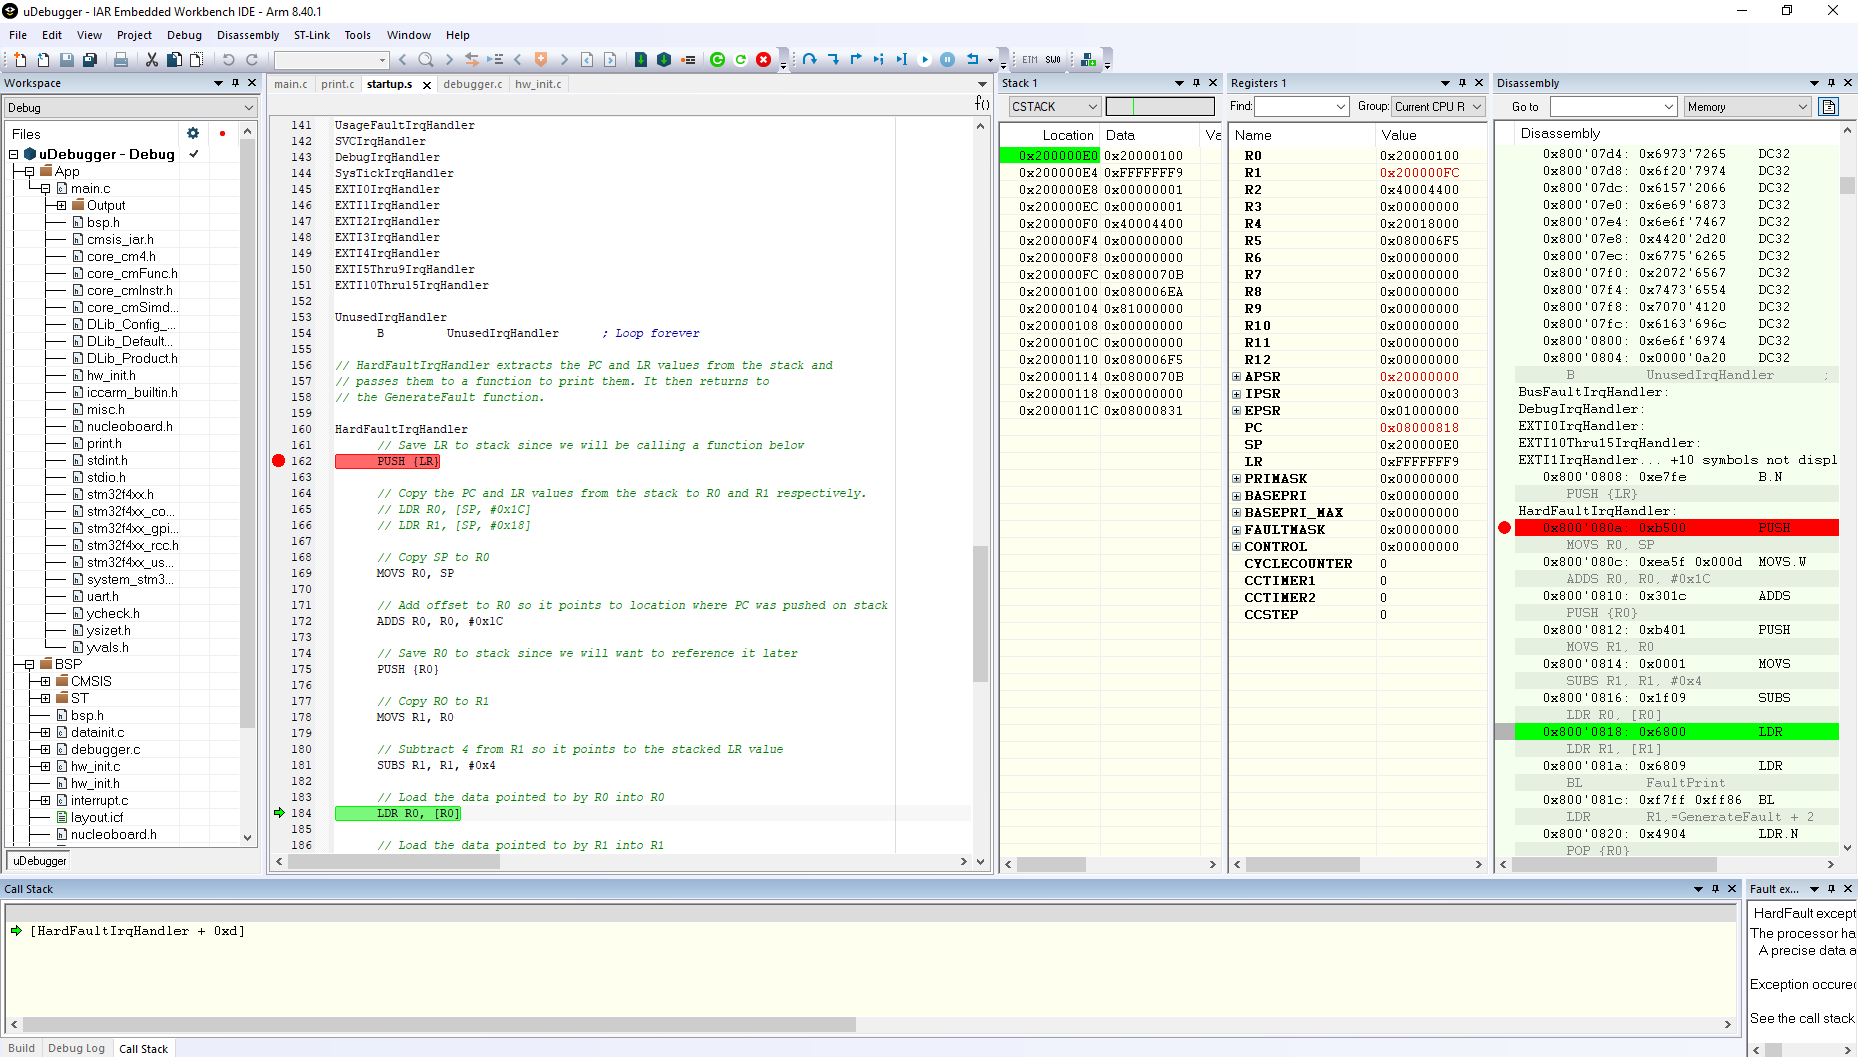 uDebugger - IAR Embedded Workbench IDE - Arm 8.40.1
File Edit View Project Debug Disassembly ST-Link Tools Window Help
ETM SWO
Workspace
Debug
Files
uDebugger - Debug
App
main.c
Output
bsp.h
cmsis_iar.h
core_cm4.h
core_cmFunc.h
core_cmInstr.h
core_cmSimd...
DLib_Config_...
DLib_Default...
DLib_Product.h
hw_init.h
iccarm_builtin.h
misc.h
nucleoboard.h
print.h
stdint.h
stdio.h
stm32f4xx.h
stm32f4xx_co...
stm32f4xx_gpi...
stm32f4xx_rcc.h
stm32f4xx_us...
system_stm3...
uart.h
ycheck.h
ysizet.h
yvals.h
BSP
CMSIS
ST
bsp.h
datainit.c
debugger.c
hw_init.c
hw_init.h
interrupt.c
layout.icf
nucleoboard.h
uDebugger
main.c print.c startup.s debugger.c hw_init.c
f()
141 UsageFaultIrqHandler
142 SVCIrqHandler
143 DebugIrqHandler
144 SysTickIrqHandler
145 EXTI0IrqHandler
146 EXTI1IrqHandler
147 EXTI2IrqHandler
148 EXTI3IrqHandler
149 EXTI4IrqHandler
150 EXTI5Thru9IrqHandler
151 EXTI10Thru15IrqHandler
152
153 UnusedIrqHandler
154 B UnusedIrqHandler ; Loop forever
155
156 // HardFaultIrqHandler extracts the PC and LR values from the stack and
157 // passes them to a function to print them. It then returns to
158 // the GenerateFault function.
159
160 HardFaultIrqHandler
161 // Save LR to stack since we will be calling a function below
162 PUSH {LR}
163
164 // Copy the PC and LR values from the stack to R0 and R1 respectively.
165 // LDR R0, [SP, #0x1C]
166 // LDR R1, [SP, #0x18]
167
168 // Copy SP to R0
169 MOVS R0, SP
170
171 // Add offset to R0 so it points to location where PC was pushed on stack
172 ADDS R0, R0, #0x1C
173
174 // Save R0 to stack since we will want to reference it later
175 PUSH {R0}
176
177 // Copy R0 to R1
178 MOVS R1, R0
179
180 // Subtract 4 from R1 so it points to the stacked LR value
181 SUBS R1, R1, #0x4
182
183 // Load the data pointed to by R0 into R0
184 LDR R0, [R0]
185
186 // Load the data pointed to by R1 into R1
Stack 1
CSTACK
Location Data Va
0x200000E0 0x20000100
0x200000E4 0xFFFFFFF9
0x200000E8 0x00000001
0x200000EC 0x00000001
0x200000F0 0x40004400
0x200000F4 0x00000000
0x200000F8 0x00000000
0x200000FC 0x0800070B
0x20000100 0x080006EA
0x20000104 0x81000000
0x20000108 0x00000000
0x2000010C 0x00000000
0x20000110 0x080006F5
0x20000114 0x0800070B
0x20000118 0x00000000
0x2000011C 0x08000831
Registers 1
Find: Group: Current CPU R
Name Value
R0 0x20000100
R1 0x200000FC
R2 0x40004400
R3 0x00000000
R4 0x20018000
R5 0x080006F5
R6 0x00000000
R7 0x00000000
R8 0x00000000
R9 0x00000000
R10 0x00000000
R11 0x00000000
R12 0x00000000
APSR 0x20000000
IPSR 0x00000003
EPSR 0x01000000
PC 0x08000818
SP 0x200000E0
LR 0xFFFFFFF9
PRIMASK 0x00000000
BASEPRI 0x00000000
BASEPRI_MAX 0x00000000
FAULTMASK 0x00000000
CONTROL 0x00000000
CYCLECOUNTER 0
CCTIMER1 0
CCTIMER2 0
CCSTEP 0
Disassembly
Go to Memory
Disassembly
0x800'07d4: 0x6973'7265 DC32
0x800'07d8: 0x6f20'7974 DC32
0x800'07dc: 0x6157'2066 DC32
0x800'07e0: 0x6e69'6873 DC32
0x800'07e4: 0x6e6f'7467 DC32
0x800'07e8: 0x4420'2d20 DC32
0x800'07ec: 0x6775'6265 DC32
0x800'07f0: 0x2072'6567 DC32
0x800'07f4: 0x7473'6554 DC32
0x800'07f8: 0x7070'4120 DC32
0x800'07fc: 0x6163'696c DC32
0x800'0800: 0x6e6f'6974 DC32
0x800'0804: 0x0000'0a20 DC32
B UnusedIrqHandler ;
BusFaultIrqHandler:
DebugIrqHandler:
EXTI0IrqHandler:
EXTI10Thru15IrqHandler:
EXTI1IrqHandler... +10 symbols not displ
0x800'0808: 0xe7fe B.N
PUSH {LR}
HardFaultIrqHandler:
0x800'080a: 0xb500 PUSH
MOVS R0, SP
0x800'080c: 0xea5f 0x000d MOVS.W
ADDS R0, R0, #0x1C
0x800'0810: 0x301c ADDS
PUSH {R0}
0x800'0812: 0xb401 PUSH
MOVS R1, R0
0x800'0814: 0x0001 MOVS
SUBS R1, R1, #0x4
0x800'0816: 0x1f09 SUBS
LDR R0, [R0]
0x800'0818: 0x6800 LDR
LDR R1, [R1]
0x800'081a: 0x6809 LDR
BL FaultPrint
0x800'081c: 0xf7ff 0xff86 BL
LDR R1,=GenerateFault + 2
0x800'0820: 0x4904 LDR.N
POP {R0}
Call Stack
[HardFaultIrqHandler + 0xd]
Build Debug Log Call Stack
Fault ex...
HardFault except
The processor ha
A precise data a
Exception occured
See the call stack